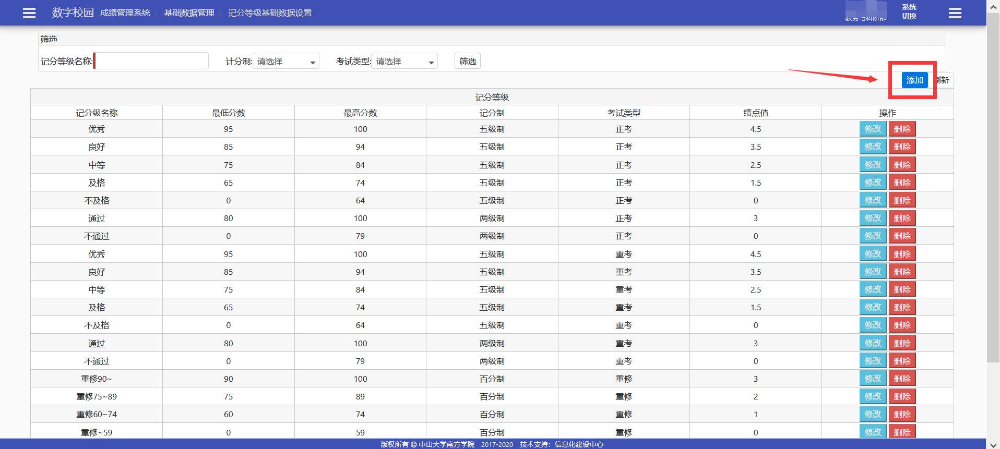 数字校园 成绩管理系统 / 基础数据管理 / 记分等级基础数据设置
系统
切换
筛选
记分等级名称: 计分制: 请选择 考试类型: 请选择 筛选
添加 刷新
记分等级
记分级名称 最低分数 最高分数 记分制 考试类型 绩点值 操作
优秀 95 100 五级制 正考 4.5 修改 删除
良好 85 94 五级制 正考 3.5 修改 删除
中等 75 84 五级制 正考 2.5 修改 删除
及格 65 74 五级制 正考 1.5 修改 删除
不及格 0 64 五级制 正考 0 修改 删除
通过 80 100 两级制 正考 3 修改 删除
不通过 0 79 两级制 正考 0 修改 删除
优秀 95 100 五级制 重考 4.5 修改 删除
良好 85 94 五级制 重考 3.5 修改 删除
中等 75 84 五级制 重考 2.5 修改 删除
及格 65 74 五级制 重考 1.5 修改 删除
不及格 0 64 五级制 重考 0 修改 删除
通过 80 100 两级制 重考 3 修改 删除
不通过 0 79 两级制 重考 0 修改 删除
重修90~ 90 100 百分制 重修 3 修改 删除
重修75~89 75 89 百分制 重修 2 修改 删除
重修60~74 60 74 百分制 重修 1 修改 删除
重修~59 0 59 百分制 重修 0 修改 删除
版权所有 © 中山大学南方学院 2017-2020 技术支持：信息化建设中心